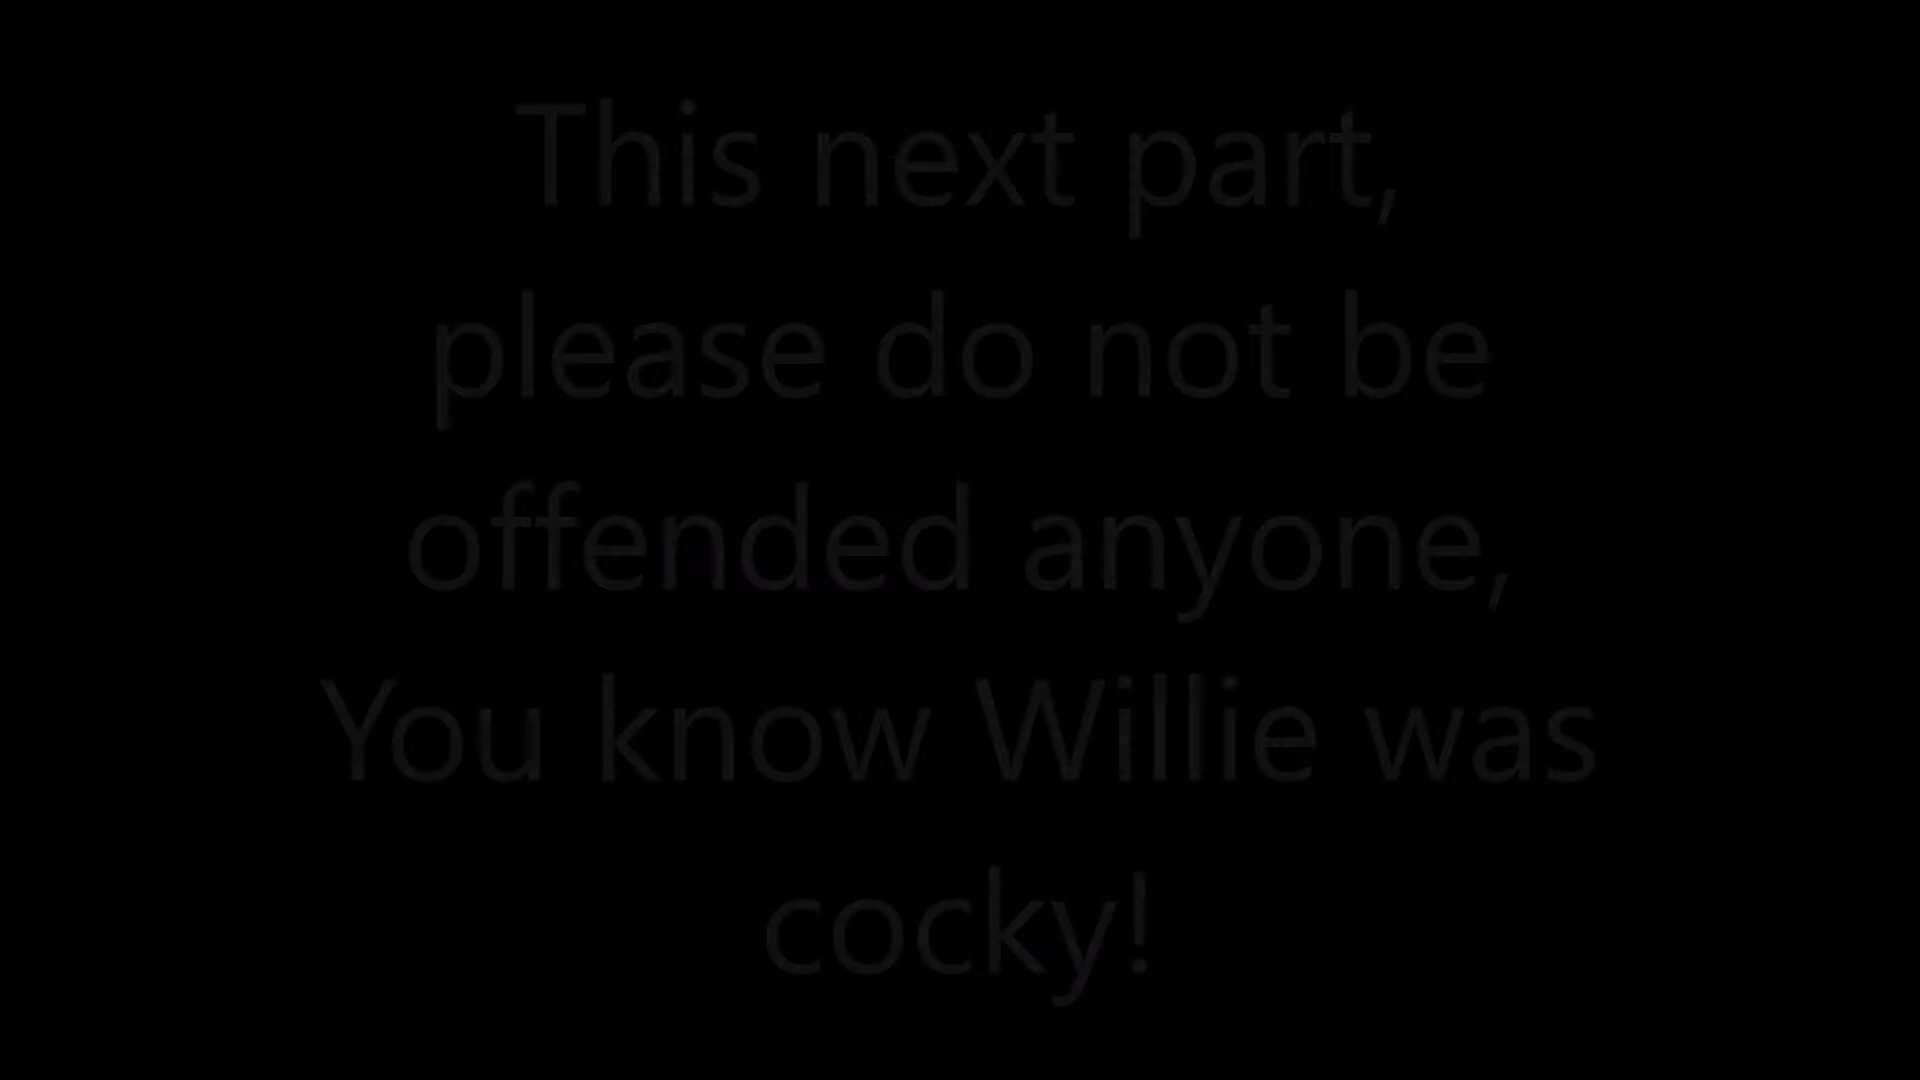 This next part,
please do not be
offended anyone,
You know Willie was
cocky!